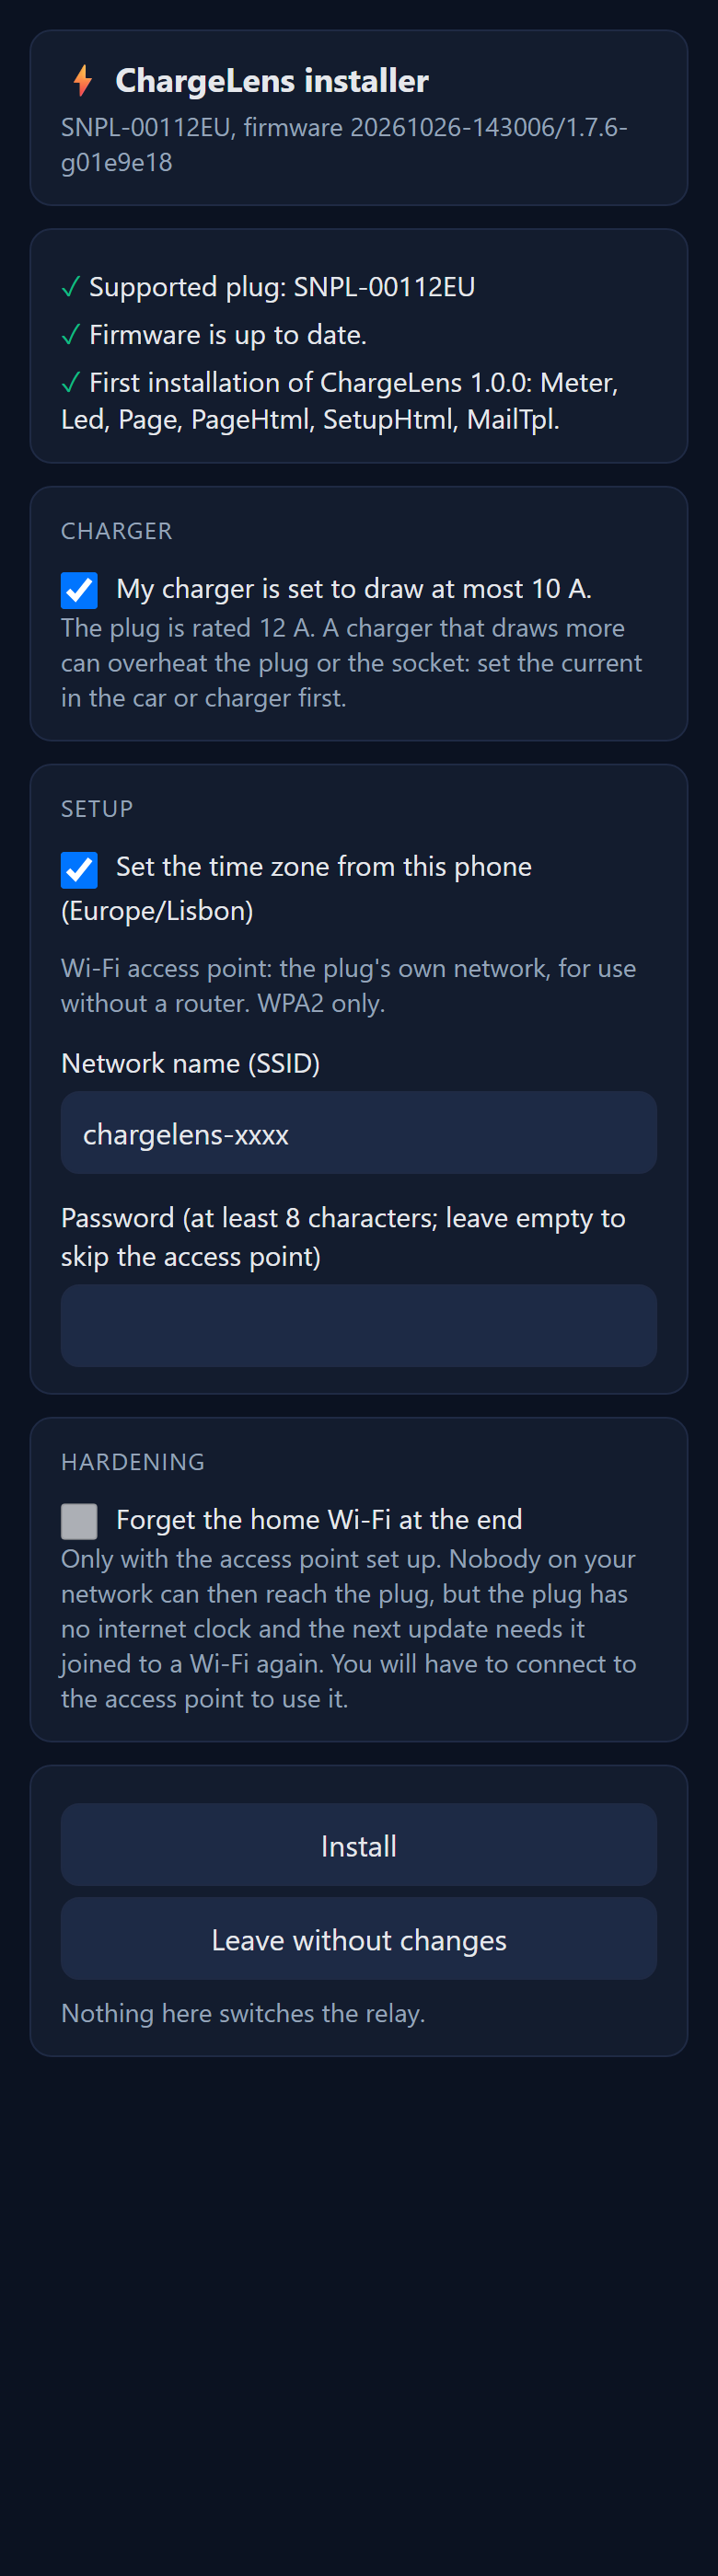 ChargeLens installer
SNPL-00112EU, firmware 20261026-143006/1.7.6-
g01e9e18
✓ Supported plug: SNPL-00112EU
✓ Firmware is up to date.
✓ First installation of ChargeLens 1.0.0: Meter,
Led, Page, PageHtml, SetupHtml, MailTpl.
CHARGER
My charger is set to draw at most 10 A.
The plug is rated 12 A. A charger that draws more
can overheat the plug or the socket: set the current
in the car or charger first.
SETUP
Set the time zone from this phone
(Europe/Lisbon)
Wi-Fi access point: the plug's own network, for use
without a router. WPA2 only.
Network name (SSID)
chargelens-xxxx
Password (at least 8 characters; leave empty to
skip the access point)
HARDENING
Forget the home Wi-Fi at the end
Only with the access point set up. Nobody on your
network can then reach the plug, but the plug has
no internet clock and the next update needs it
joined to a Wi-Fi again. You will have to connect to
the access point to use it.
Install
Leave without changes
Nothing here switches the relay.